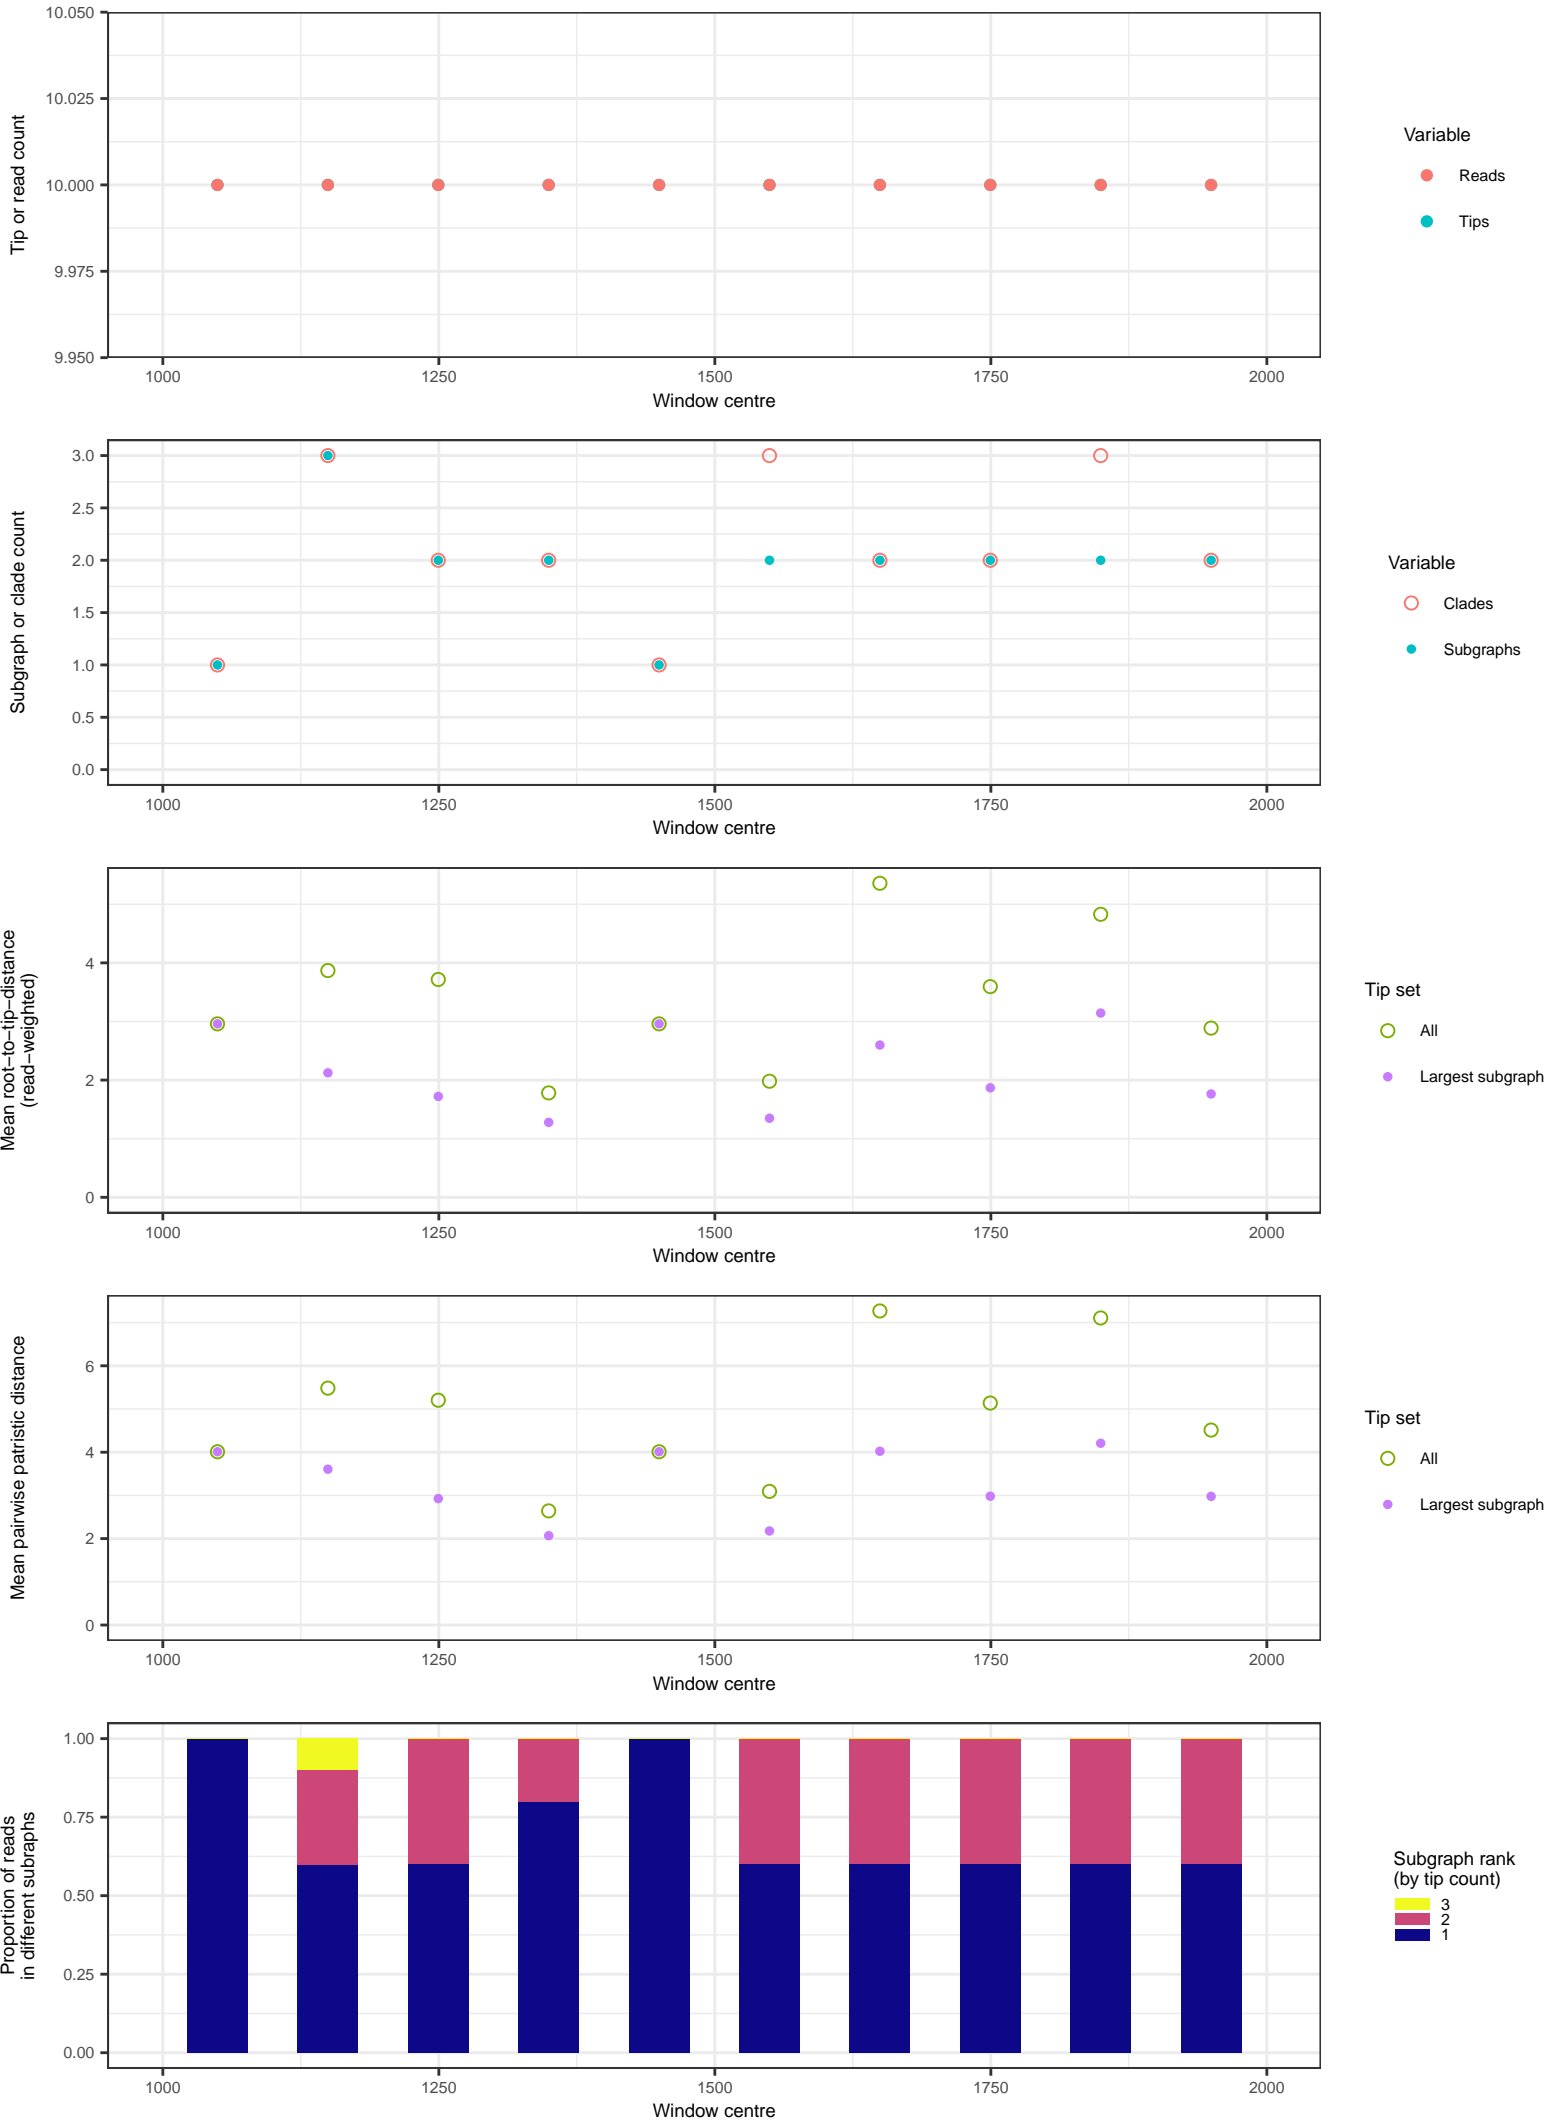 10.050
10.025
10.000
9.975
9.950
Tip or read count
1000 1250 1500 1750 2000
Window centre
Variable
Reads
Tips
3.0
2.5
2.0
1.5
1.0
0.5
0.0
Subgraph or clade count
1000 1250 1500 1750 2000
Window centre
Variable
Clades
Subgraphs
4
2
0
Mean root−to−tip−distance
(read−weighted)
1000 1250 1500 1750 2000
Window centre
Tip set
All
Largest subgraph
6
4
2
0
Mean pairwise patristic distance
1000 1250 1500 1750 2000
Window centre
Tip set
All
Largest subgraph
1.00
0.75
0.50
0.25
0.00
Proportion of reads
in different subraphs
1000 1250 1500 1750 2000
Window centre
Subgraph rank
(by tip count)
3
2
1